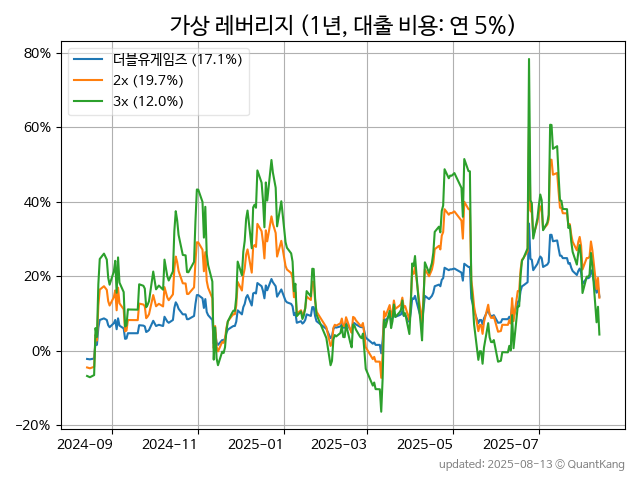 가상 레버리지 (1년, 대출 비용: 연 5%)
더블유게임즈 (17.1%)
2x (19.7%)
3x (12.0%)
80%
60%
40%
20%
0%
−20%
2024-09 2024-11 2025-01 2025-03 2025-05 2025-07
updated: 2025-08-13 © QuantKang